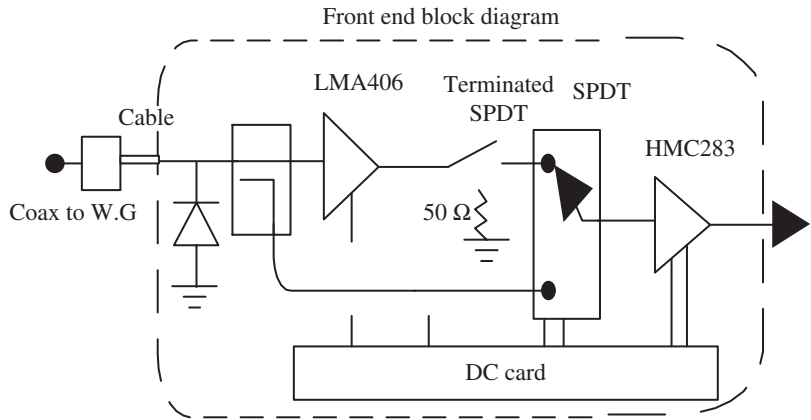 Front end block diagram
LMA406
Terminated
SPDT
SPDT
Cable
HMC283
Coax to W.G
50 Ω
DC card